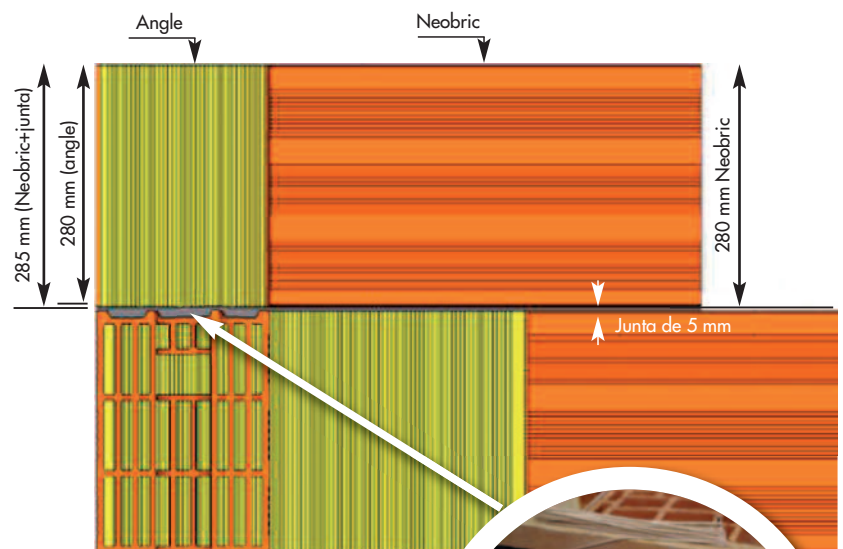 Angle
Neobric
285 mm (Neobric+junta)
280 mm (angle)
280 mm Neobric
Junta de 5 mm